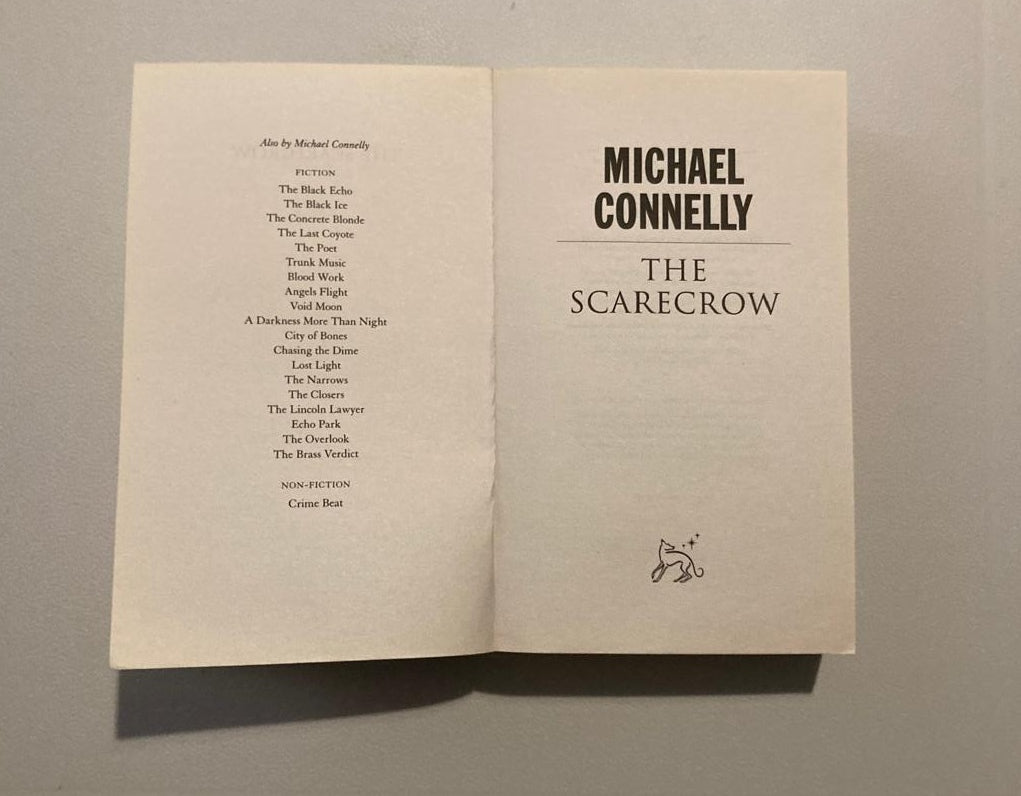 Also by Michael Connelly
FICTION
The Black Echo
The Black Ice
The Concrete Blonde
The Last Coyote
The Poet
Trunk Music
Blood Work
Angels Flight
Void Moon
A Darkness More Than Night
City of Bones
Chasing the Dime
Lost Light
The Narrows
The Closers
The Lincoln Lawyer
Echo Park
The Overlook
The Brass Verdict
NON-FICTION
Crime Beat
MICHAEL
CONNELLY
THE
SCARECROW